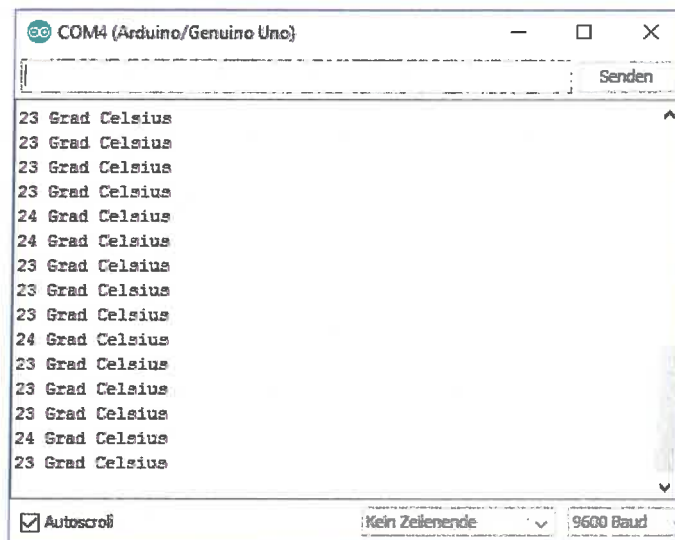 COM4 (Arduino/Genuino Uno)
Senden
23 Grad Celsius
23 Grad Celsius
23 Grad Celsius
23 Grad Celsius
24 Grad Celsius
24 Grad Celsius
23 Grad Celsius
23 Grad Celsius
23 Grad Celsius
24 Grad Celsius
23 Grad Celsius
23 Grad Celsius
23 Grad Celsius
24 Grad Celsius
23 Grad Celsius
Autoscroll Kein Zeilenende 9600 Baud